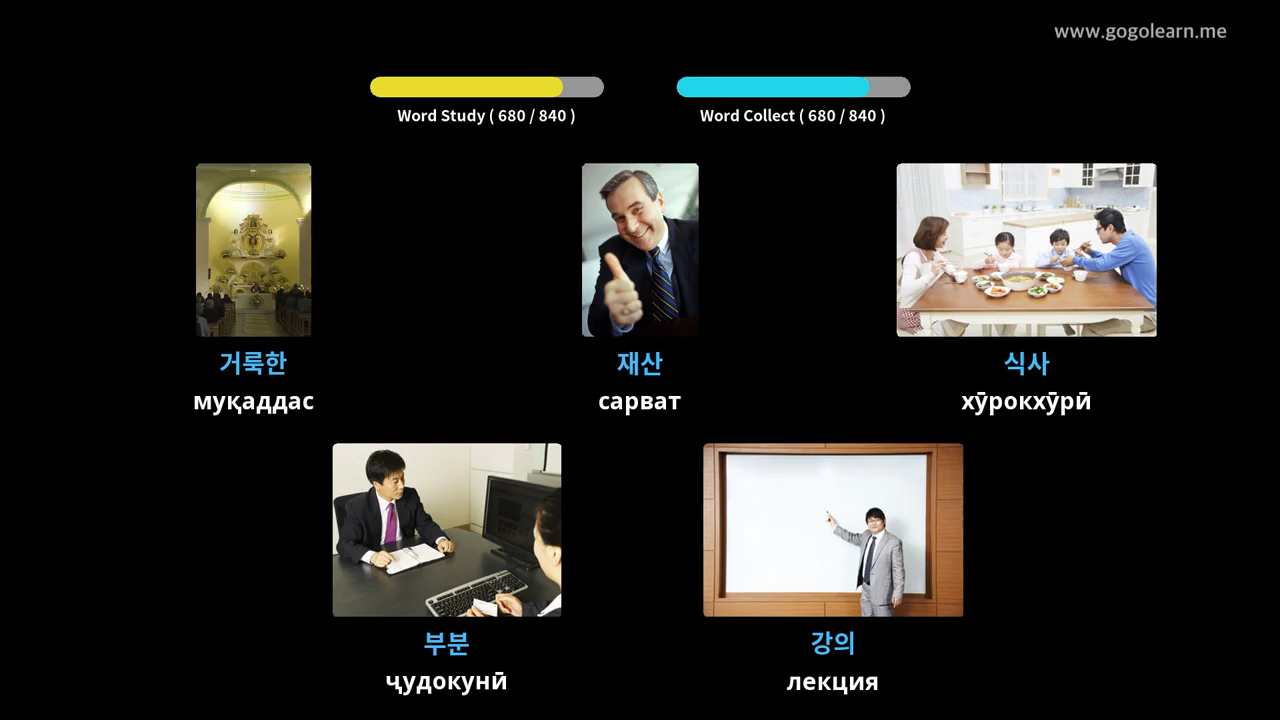 www.gogolearn.me
Word Study ( 680 / 840 )
Word Collect ( 680 / 840 )
거룩한
муқаддас
재산
сарват
식사
хӯрокхӯрӣ
부분
ҷудокунӣ
강의
лекция